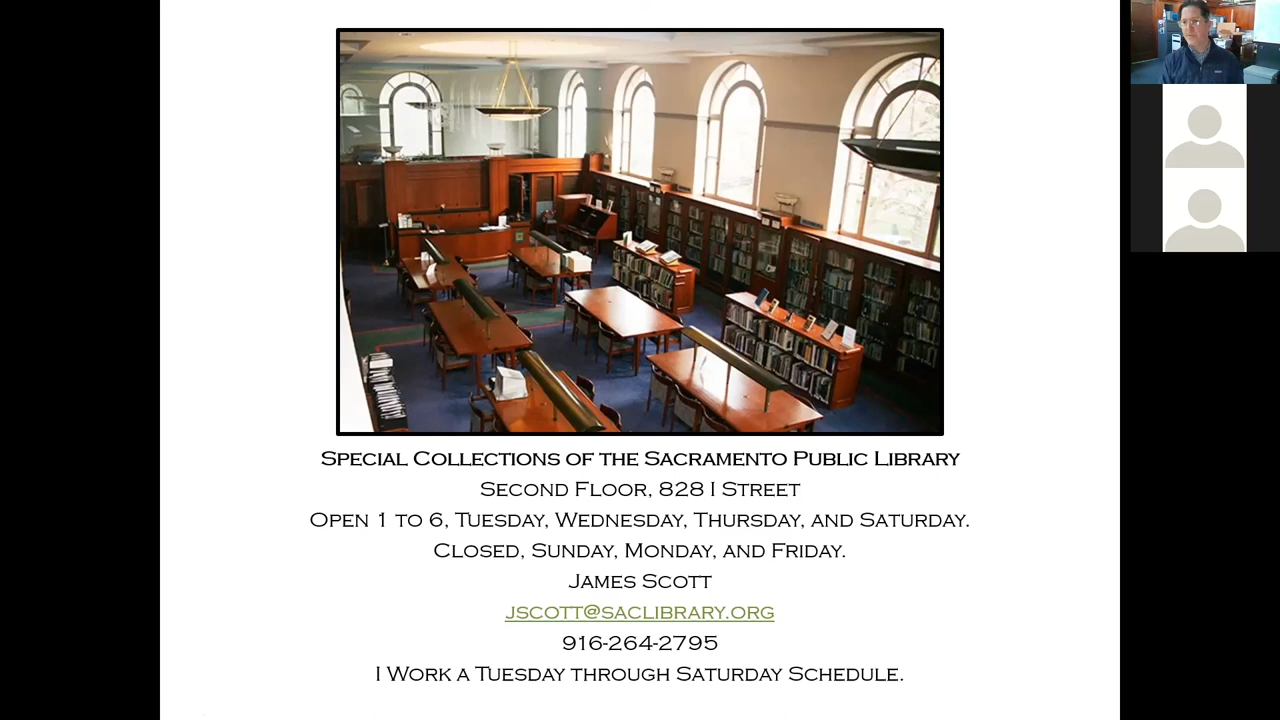 Special Collections of the Sacramento Public Library
Second Floor, 828 I Street
Open 1 to 6, Tuesday, Wednesday, Thursday, and Saturday.
Closed, Sunday, Monday, and Friday.
James Scott
jscott@saclibrary.org
916-264-2795
I Work a Tuesday through Saturday Schedule.